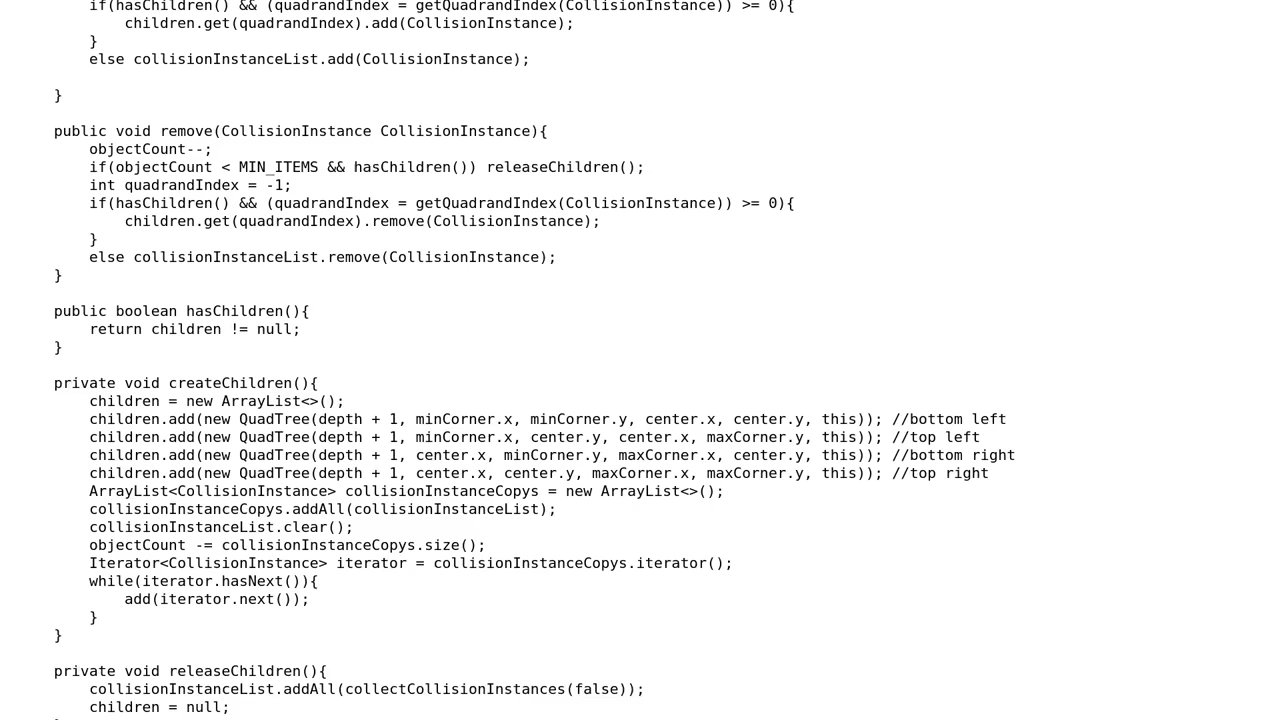 if(hasChildren() && (quadrandIndex = getQuadrandIndex(CollisionInstance)) >= 0){
children.get(quadrandIndex).add(CollisionInstance);
}
else collisionInstanceList.add(CollisionInstance);
}
public void remove(CollisionInstance CollisionInstance){
objectCount--;
if(objectCount < MIN_ITEMS && hasChildren()) releaseChildren();
int quadrandIndex = -1;
if(hasChildren() && (quadrandIndex = getQuadrandIndex(CollisionInstance)) >= 0){
children.get(quadrandIndex).remove(CollisionInstance);
}
else collisionInstanceList.remove(CollisionInstance);
}
public boolean hasChildren(){
return children != null;
}
private void createChildren(){
children = new ArrayList<>();
children.add(new QuadTree(depth + 1, minCorner.x, minCorner.y, center.x, center.y, this)); //bottom left
children.add(new QuadTree(depth + 1, minCorner.x, center.y, center.x, maxCorner.y, this)); //top left
children.add(new QuadTree(depth + 1, center.x, minCorner.y, maxCorner.x, center.y, this)); //bottom right
children.add(new QuadTree(depth + 1, center.x, center.y, maxCorner.x, maxCorner.y, this)); //top right
ArrayList<CollisionInstance> collisionInstanceCopys = new ArrayList<>();
collisionInstanceCopys.addAll(collisionInstanceList);
collisionInstanceList.clear();
objectCount -= collisionInstanceCopys.size();
Iterator<CollisionInstance> iterator = collisionInstanceCopys.iterator();
while(iterator.hasNext()){
add(iterator.next());
}
}
private void releaseChildren(){
collisionInstanceList.addAll(collectCollisionInstances(false));
children = null;